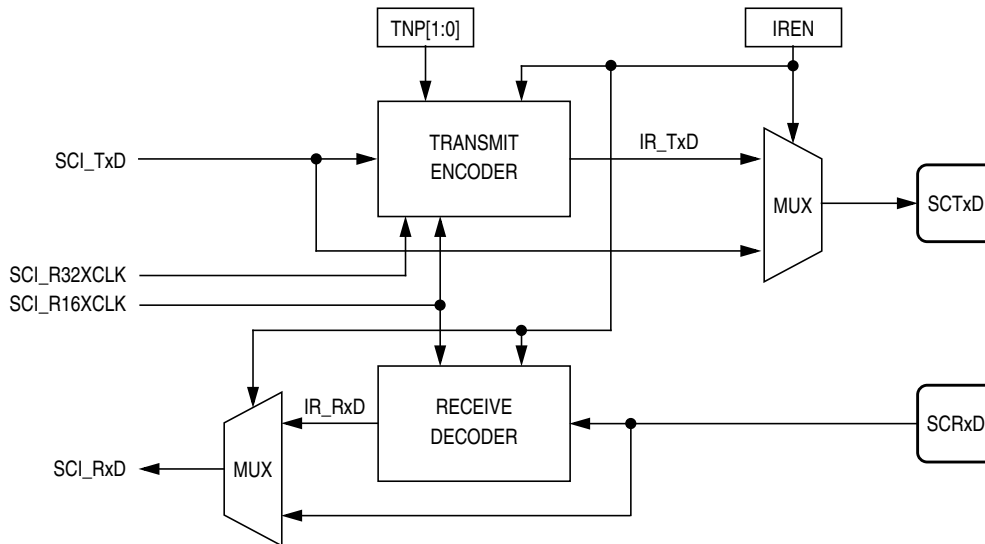 TNP[1:0]
IREN
SCI_TxD
TRANSMIT
ENCODER
IR_TxD
MUX
SCTxD
SCI_R32XCLK
SCI_R16XCLK
IR_RxD
RECEIVE
DECODER
SCRxD
SCI_RxD
MUX